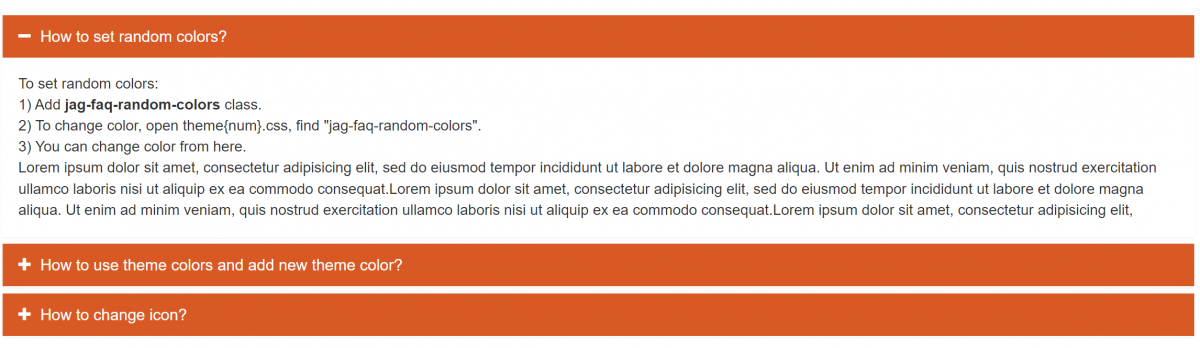 How to set random colors?
To set random colors:
1) Add jag-faq-random-colors class.
2) To change color, open theme{num}.css, find "jag-faq-random-colors".
3) You can change color from here.
Lorem ipsum dolor sit amet, consectetur adipisicing elit, sed do eiusmod tempor incididunt ut labore et dolore magna aliqua. Ut enim ad minim veniam, quis nostrud exercitation
ullamco laboris nisi ut aliquip ex ea commodo consequat.Lorem ipsum dolor sit amet, consectetur adipisicing elit, sed do eiusmod tempor incididunt ut labore et dolore magna
aliqua. Ut enim ad minim veniam, quis nostrud exercitation ullamco laboris nisi ut aliquip ex ea commodo consequat.Lorem ipsum dolor sit amet, consectetur adipisicing elit,
How to use theme colors and add new theme color?
How to change icon?